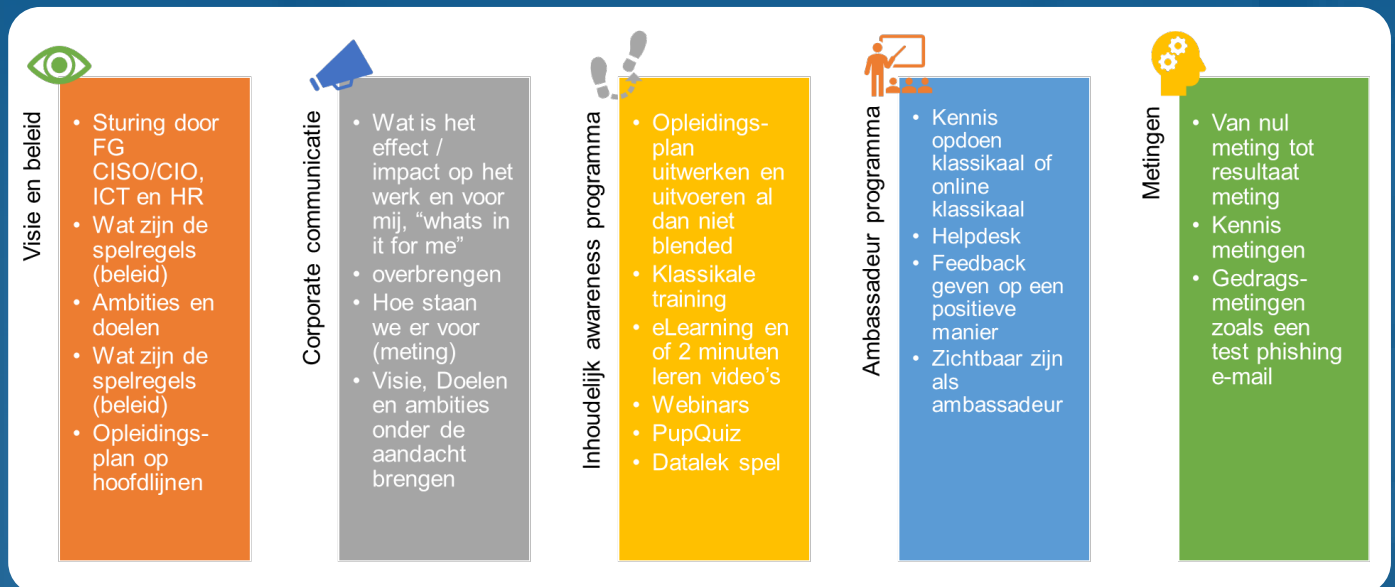 Visie en beleid
• Sturing door
FG
CISO/CIO,
ICT en HR
• Wat zijn de
spelregels
(beleid)
• Ambities en
doelen
• Wat zijn de
spelregels
(beleid)
• Opleidings-
plan op
hoofdlijnen
Corporate communicatie
• Wat is het
effect /
impact op het
werk en voor
mij, “whats in
it for me”
• overbrengen
• Hoe staan
we er voor
(meting)
• Visie, Doelen
en ambities
onder de
aandacht
brengen
Inhoudelijk awareness programma
• Opleidings-
plan
uitwerken en
uitvoeren al
dan niet
blended
• Klassikale
training
• eLearning en
of 2 minuten
leren video’s
• Webinars
• PupQuiz
• Datalek spel
Ambassadeur programma
• Kennis
opdoen
klassikaal of
online
klassikaal
• Helpdesk
• Feedback
geven op een
positieve
manier
• Zichtbaar zijn
als
ambassadeur
Metingen
• Van nul
meting tot
resultaat
meting
• Kennis
metingen
• Gedrags-
metingen
zoals een
test phishing
e-mail